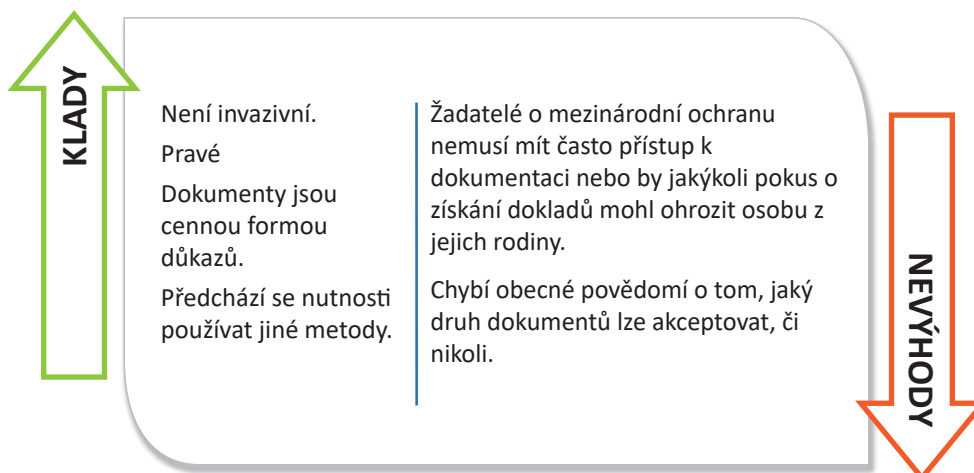 KLADY
Není invazivní.
Pravé
Dokumenty jsou
cennou formou
důkazů.
Předchází se nutnosti
používat jiné metody.
Žadatelé o mezinárodní ochranu
nemusí mít často přístup k
dokumentaci nebo by jakýkoli pokus o
získání dokladů mohl ohrozit osobu z
jejich rodiny.
Chybí obecné povědomí o tom, jaký
druh dokumentů lze akceptovat, či
nikoli.
NEVÝHODY